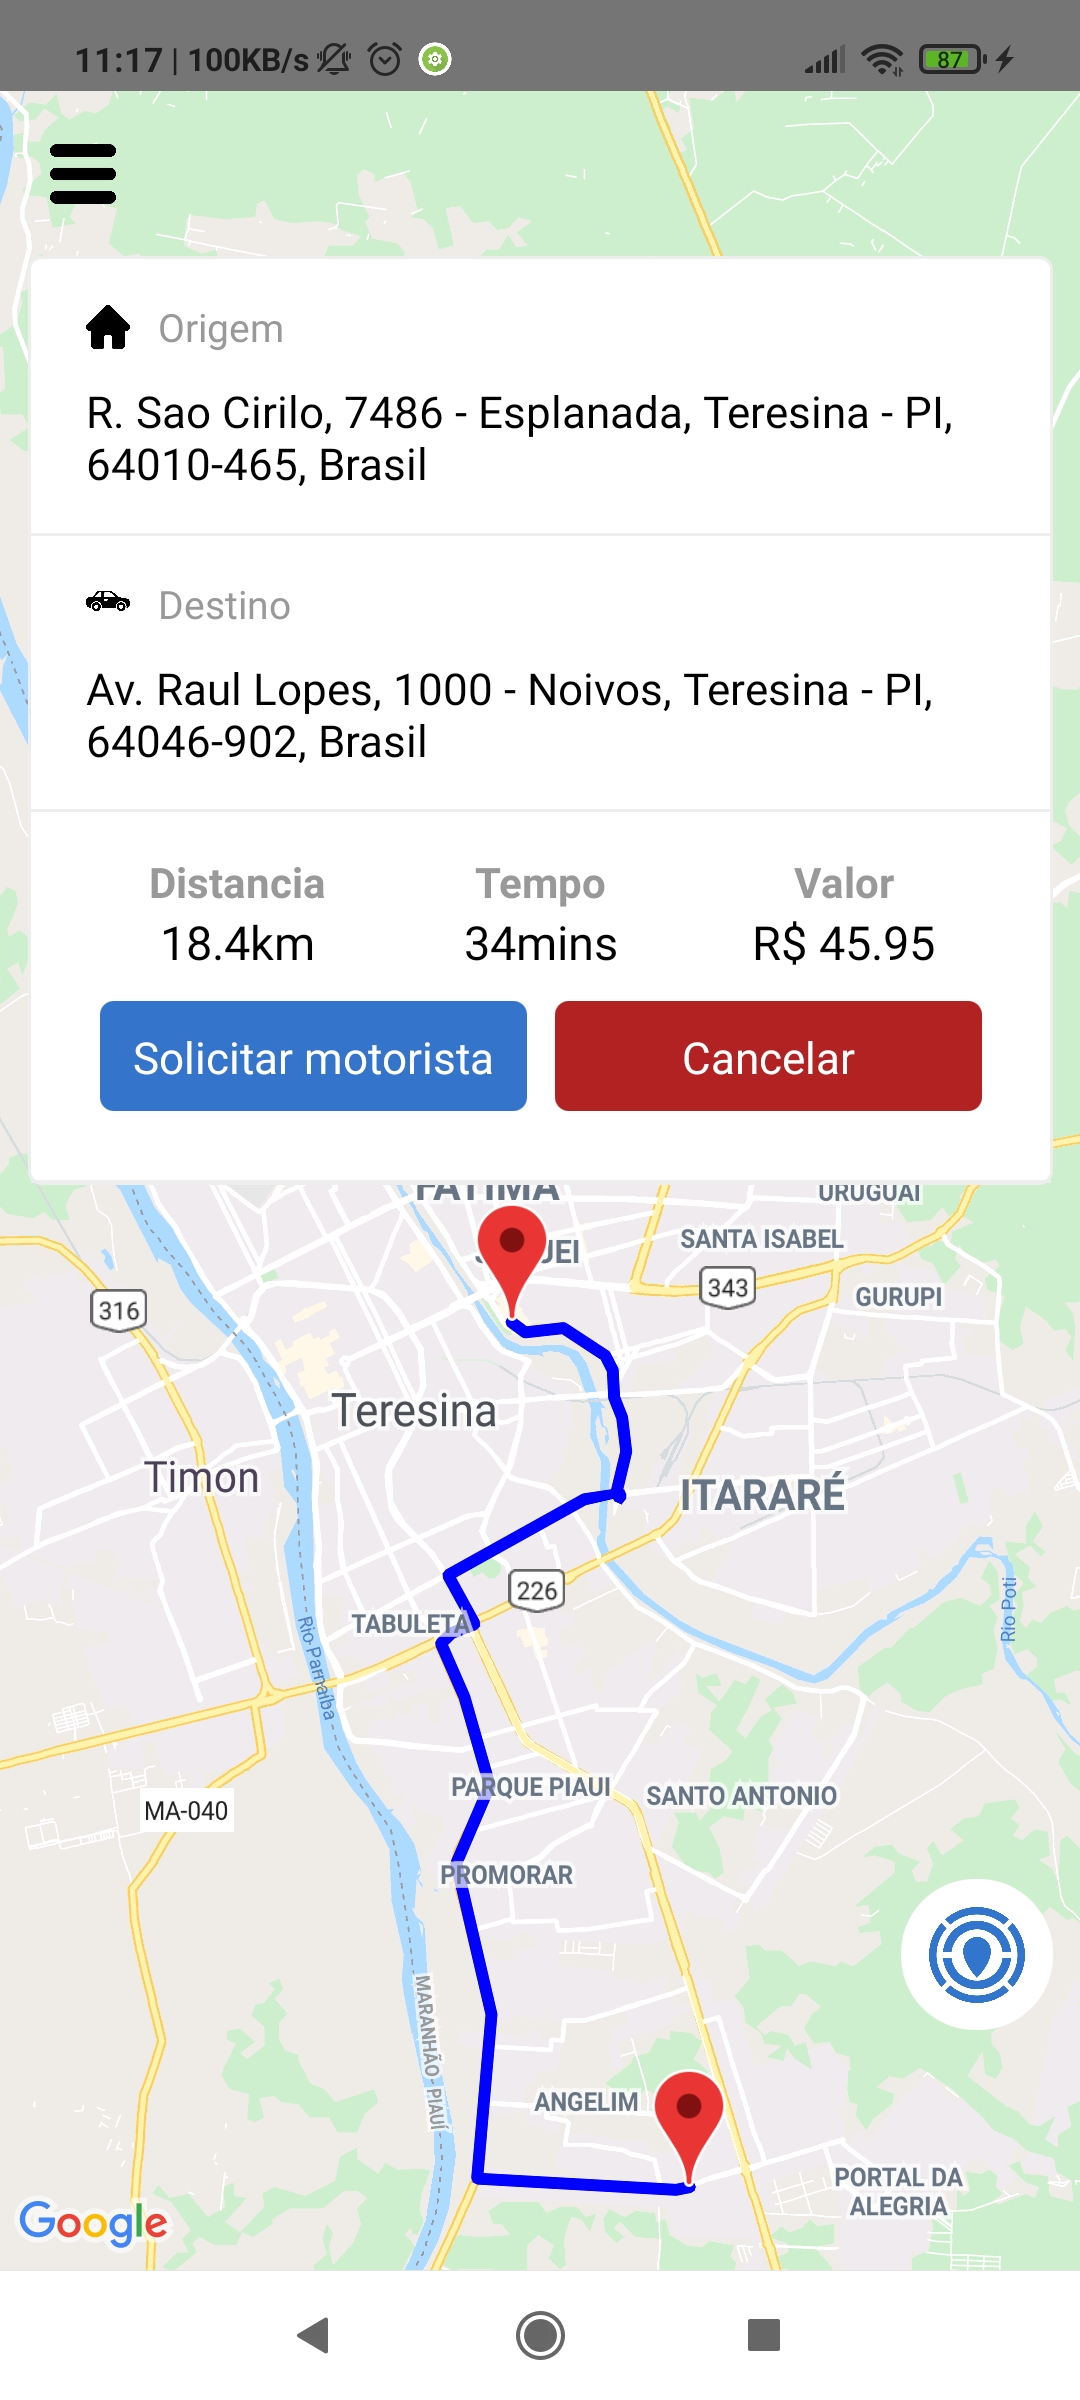 11:17 | 100KB/s
87
Origem
R. Sao Cirilo, 7486 - Esplanada, Teresina - PI,
64010-465, Brasil
Destino
Av. Raul Lopes, 1000 - Noivos, Teresina - PI,
64046-902, Brasil
Distancia Tempo Valor
18.4km 34mins R$ 45.95
Solicitar motorista Cancelar
FÁTIMA
URUGUAI
SANTA ISABEL
343
GURUPI
316
Teresina
Timon
ITARARÉ
226
Rio Poti
TABULETA
Rio Parnaíba
PARQUE PIAUI
SANTO ANTONIO
MA-040
PROMORAR
MARANHÃO - PIAUÍ
ANGELIM
PORTAL DA
ALEGRIA
Google